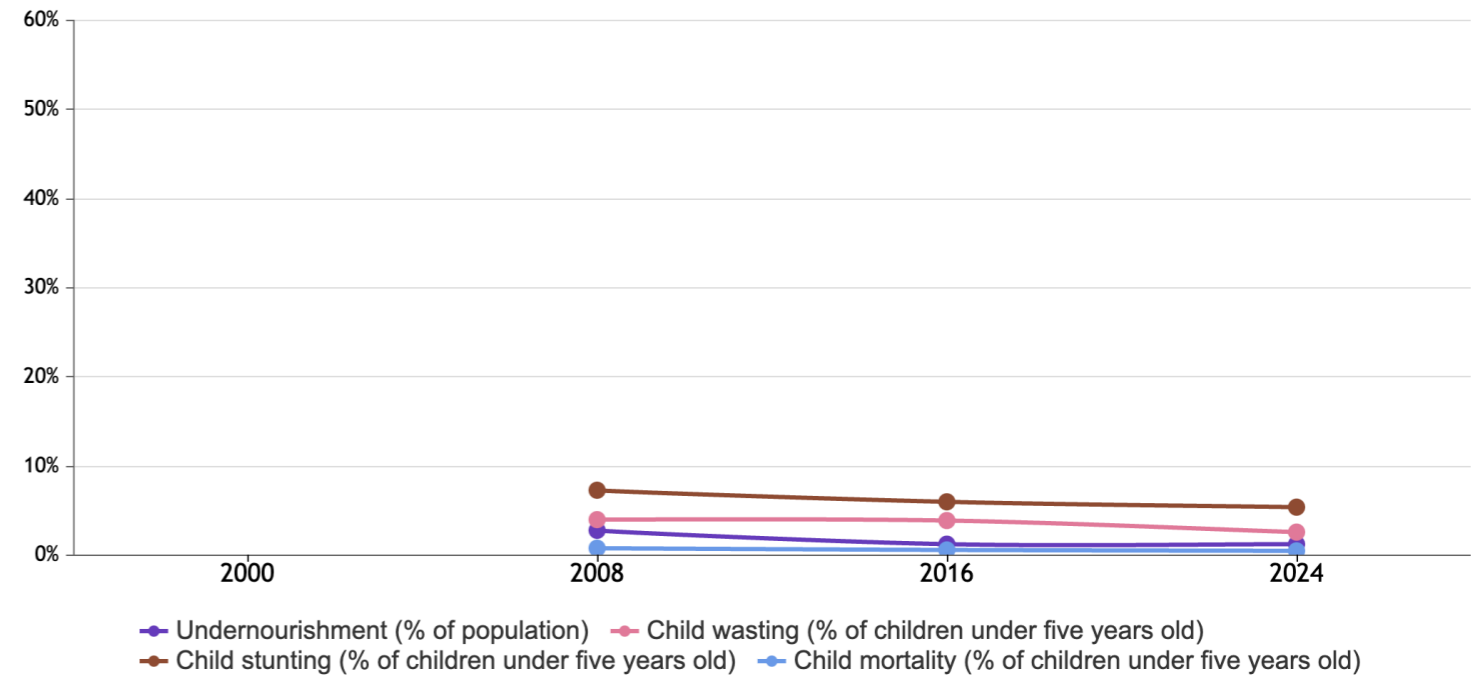 60%
50%
40%
30%
20%
10%
0%
2000 2008 2016 2024
Undernourishment (% of population) Child wasting (% of children under five years old)
Child stunting (% of children under five years old) Child mortality (% of children under five years old)